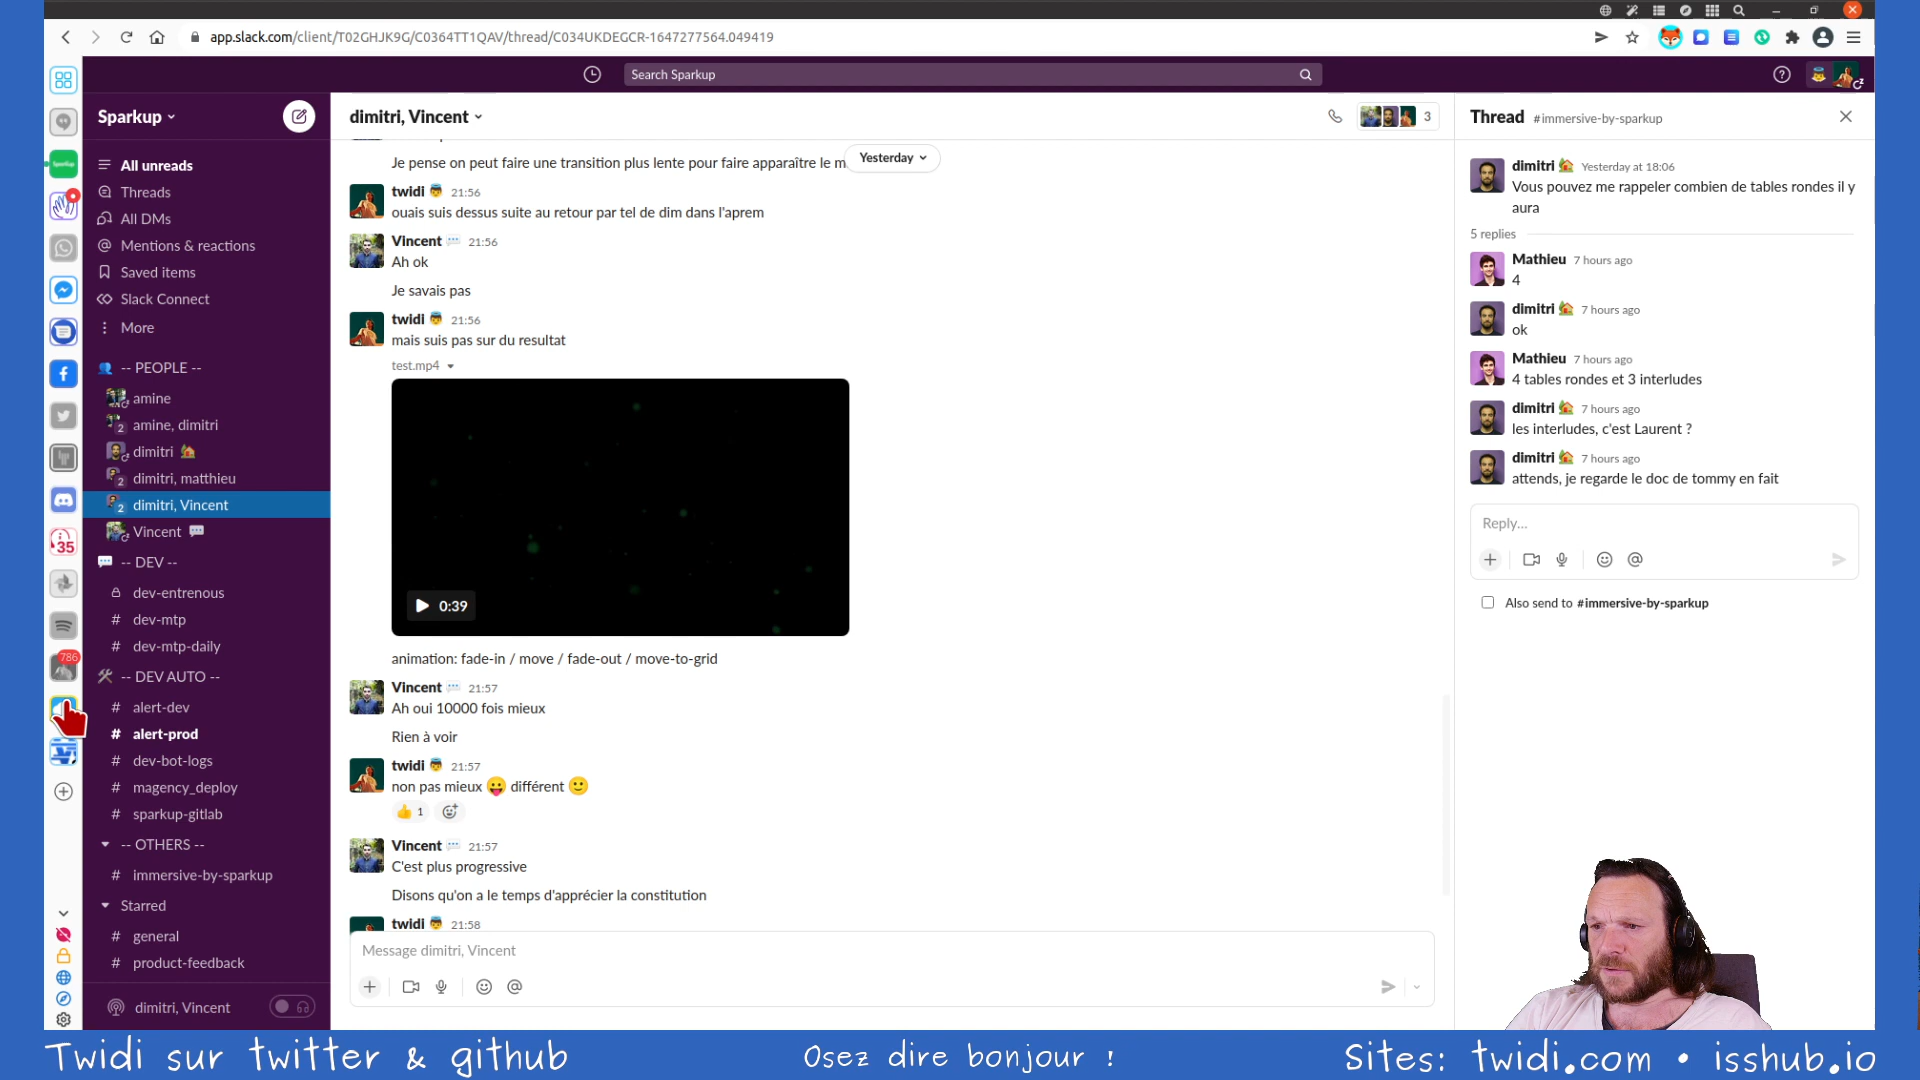 app.slack.com/client/T02GHJK9G/C0364TT1QAV/thread/C034UKDEGCR-1647277564.049419
Search Sparkup
Sparkup
All unreads
Threads
All DMs
Mentions & reactions
Saved items
Slack Connect
More
-- PEOPLE --
amine
2 amine, dimitri
dimitri
2 dimitri, matthieu
2 dimitri, Vincent
Vincent
-- DEV --
dev-entrenous
# dev-mtp
# dev-mtp-daily
-- DEV AUTO --
# alert-dev
# alert-prod
# dev-bot-logs
# magency_deploy
# sparkup-gitlab
-- OTHERS --
# immersive-by-sparkup
Starred
# general
# product-feedback
dimitri, Vincent
35
786
dimitri, Vincent
3
Yesterday
Je pense on peut faire une transition plus lente pour faire apparaître le m
twidi 21:56
ouais suis dessus suite au retour par tel de dim dans l'aprem
Vincent 21:56
Ah ok
Je savais pas
twidi 21:56
mais suis pas sur du resultat
test.mp4
0:39
animation: fade-in / move / fade-out / move-to-grid
Vincent 21:57
Ah oui 10000 fois mieux
Rien à voir
twidi 21:57
non pas mieux 😛 différent 🙂
👍 1
Vincent 21:57
C'est plus progressive
Disons qu'on a le temps d'apprécier la constitution
twidi 21:58
Message dimitri, Vincent
Thread #immersive-by-sparkup
dimitri Yesterday at 18:06
Vous pouvez me rappeler combien de tables rondes il y
aura
5 replies
Mathieu 7 hours ago
4
dimitri 7 hours ago
ok
Mathieu 7 hours ago
4 tables rondes et 3 interludes
dimitri 7 hours ago
les interludes, c'est Laurent ?
dimitri 7 hours ago
attends, je regarde le doc de tommy en fait
Reply...
Also send to #immersive-by-sparkup
Twidi sur twitter & github
Osez dire bonjour !
Sites: twidi.com • isshub.io